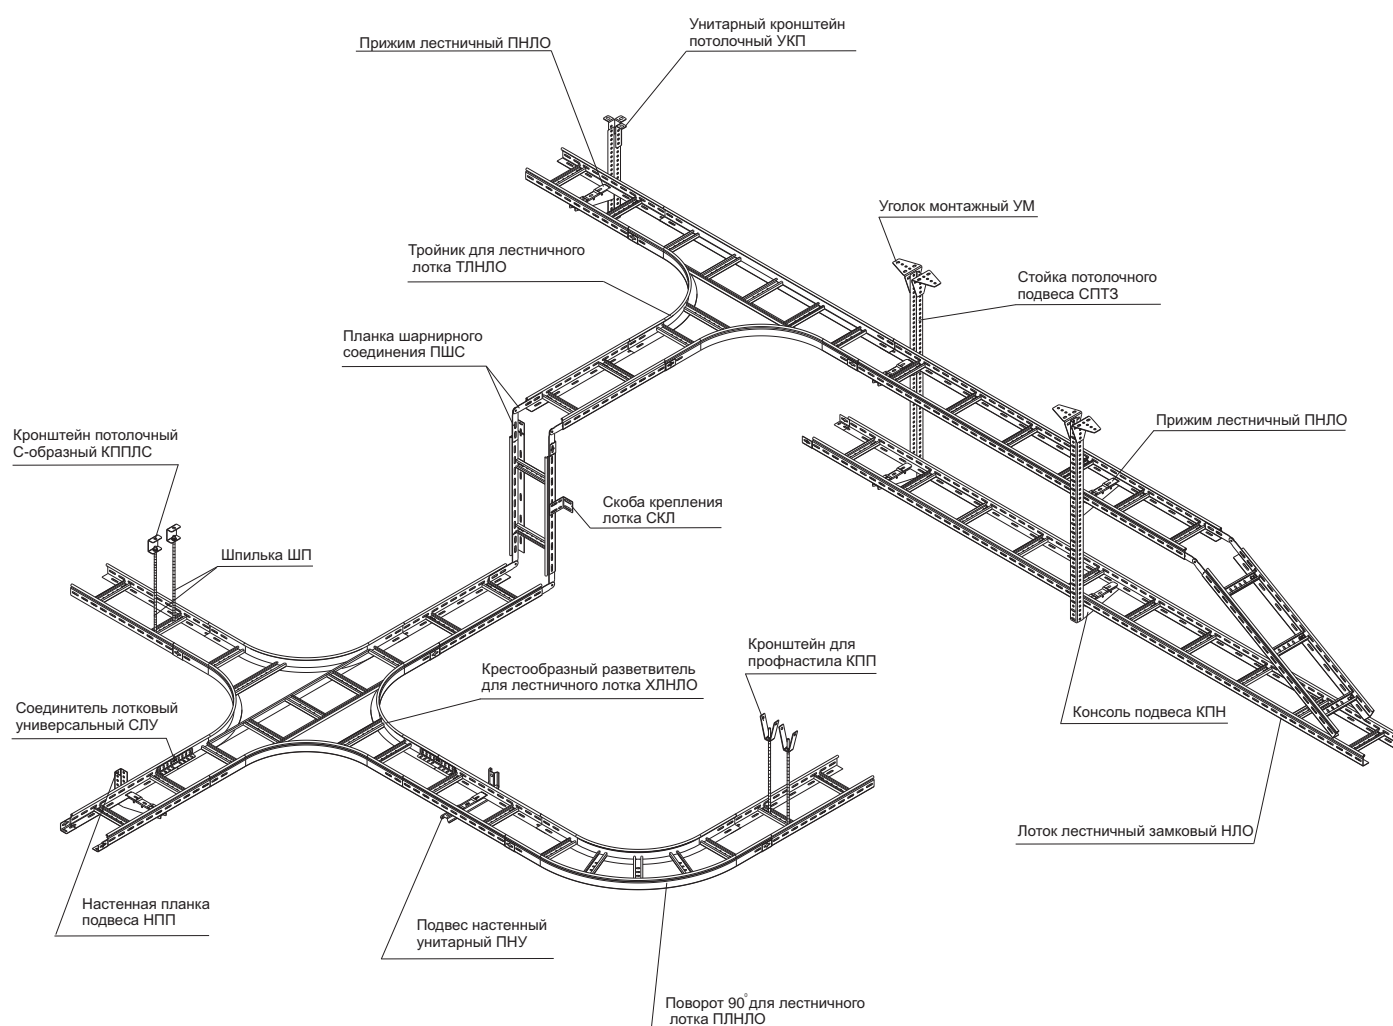 Унитарный кронштейн
потолочный УКП
Прижим лестничный ПНЛО
Уголок монтажный УМ
Тройник для лестничного
лотка ТЛНЛО
Стойка потолочного
подвеса СПТЗ
Планка шарнирного
соединения ПШС
Прижим лестничный ПНЛО
Кронштейн потолочный
С-образный КППЛС
Скоба крепления
лотка СКЛ
Шпилька ШП
Кронштейн для
профнастила КПП
Крестообразный разветвитель
для лестничного лотка ХЛНЛО
Соединитель лотковый
универсальный СЛУ
Консоль подвеса КПН
Лоток лестничный замковый НЛО
Настенная планка
подвеса НПП
Подвес настенный
унитарный ПНУ
Поворот 90° для лестничного
лотка ПЛНЛО